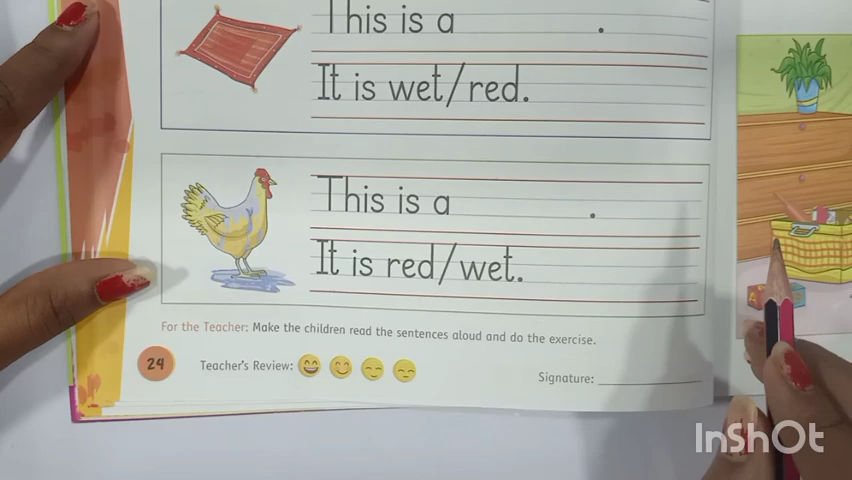 This is a .
It is wet/red.
This is a .
It is red/wet.
For the Teacher: Make the children read the sentences aloud and do the exercise.
24 Teacher's Review: Signature:
InShOt